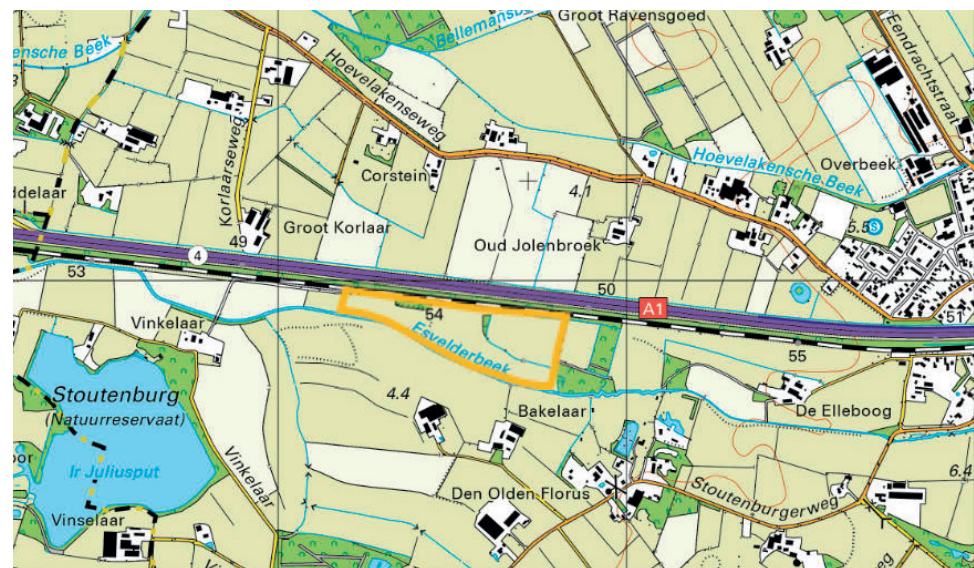 Groot Ravensgoed
Bellemansb
ensche Beek
Hoevelakenseweg
Eendrachtstraat
Korlaarseweg
Hoevelakensche Beek
Overbeek
Corstein
4.1
ddelaar
Groot Korlaar
49
Oud Jolenbroek
5.5
S
4
53
50
A1
54
51
Vinkelaar
Esvelderbeek
55
Stoutenburg
(Natuurreservaat)
4.4
Bakelaar
De Elleboog
oor
Ir Juliusput
Vinkelaar
6.4
Den Olden Florus
Stoutenburgerweg
Vinselaar
eg